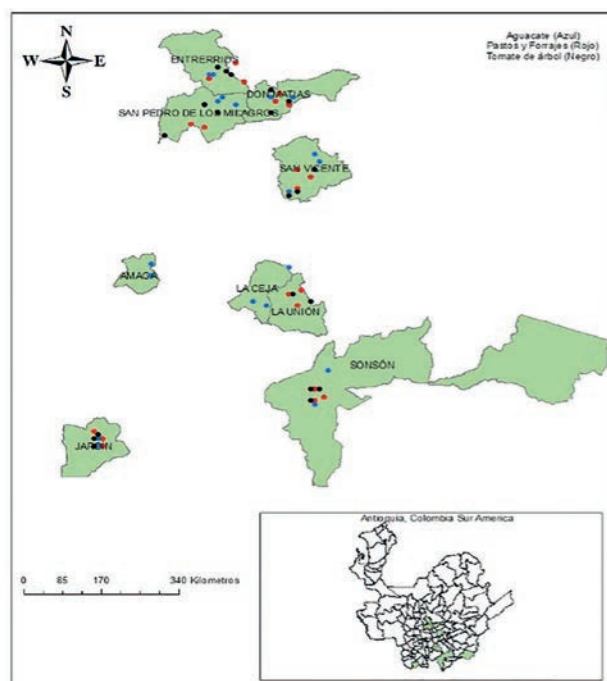 N
W E
S
Aguacate (Azul)
Pastos y Forrajes (Rojo)
Tomate de árbol (Negro)
ENTRERRIOS
DONMATIAS
SAN PEDRO DE LOS MILAGROS
SAN VICENTE
AMAGA
LA CEJA
LA UNION
SONSÓN
JARDIN
Antioquia, Colombia Sur America
0 85 170 340 Kilometros